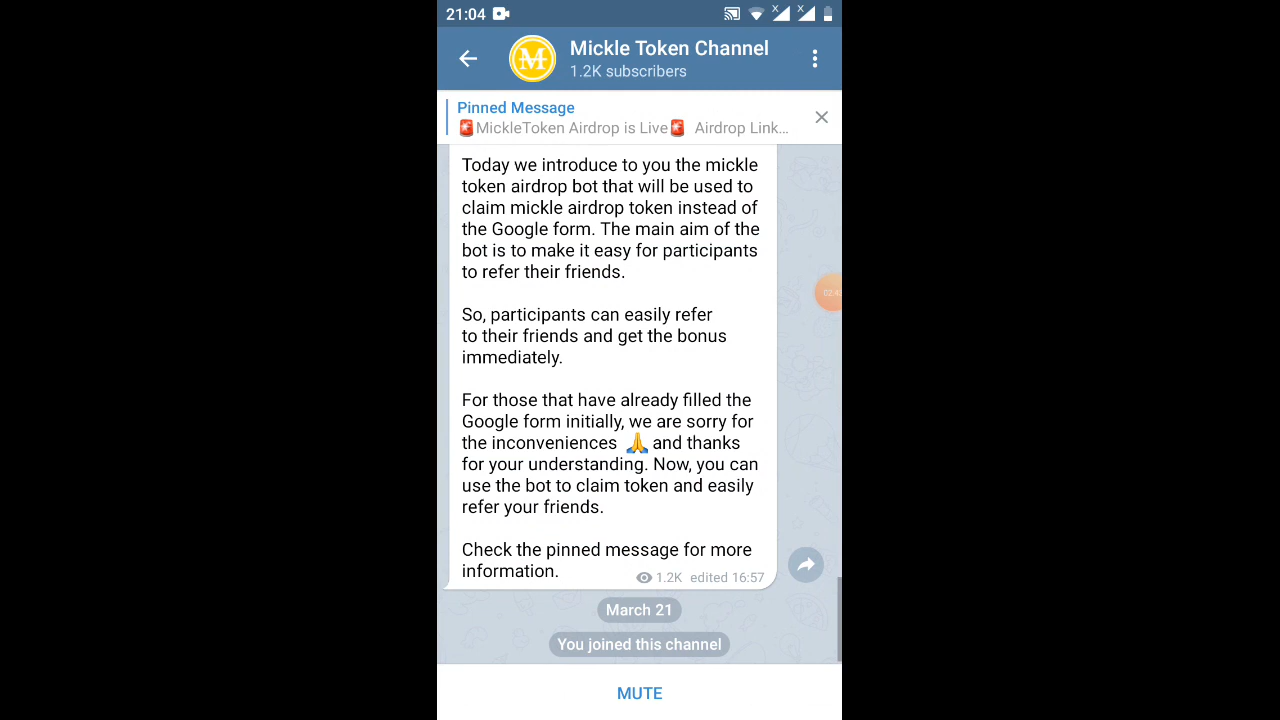 21:04
Mickle Token Channel
1.2K subscribers
Pinned Message
🚨MickleToken Airdrop is Live🚨 Airdrop Link...
Today we introduce to you the mickle
token airdrop bot that will be used to
claim mickle airdrop token instead of
the Google form. The main aim of the
bot is to make it easy for participants
to refer their friends.
So, participants can easily refer
to their friends and get the bonus
immediately.
For those that have already filled the
Google form initially, we are sorry for
the inconveniences 🙏 and thanks
for your understanding. Now, you can
use the bot to claim token and easily
refer your friends.
Check the pinned message for more
information.
1.2K edited 16:57
March 21
You joined this channel
MUTE